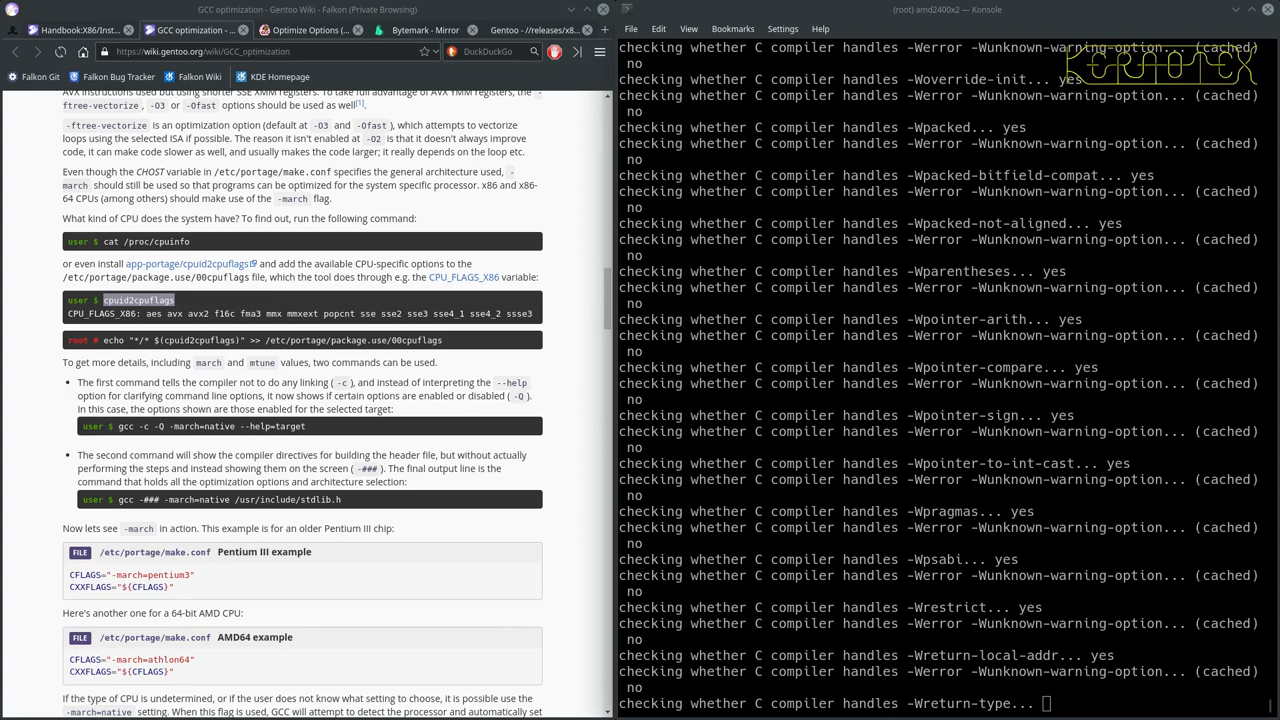 GCC optimization - Gentoo Wiki - Falkon (Private Browsing)
Handbook:X86/Inst...
GCC optimization - ...
Optimize Options (...
Bytemark - Mirror
Gentoo - //releases/x8...
https://wiki.gentoo.org/wiki/GCC_optimization
DuckDuckGo
Falkon Git
Falkon Bug Tracker
Falkon Wiki
KDE Homepage
AVX instructions used but using shorter SSE XMM registers. To take full advantage of AVX YMM registers, the -
ftree-vectorize, -O3 or -Ofast options should be used as well[1].
-ftree-vectorize is an optimization option (default at -O3 and -Ofast), which attempts to vectorize
loops using the selected ISA if possible. The reason it isn't enabled at -O2 is that it doesn't always improve
code, it can make code slower as well, and usually makes the code larger; it really depends on the loop etc.
Even though the CHOST variable in /etc/portage/make.conf specifies the general architecture used, -
march should still be used so that programs can be optimized for the system specific processor. x86 and x86-
64 CPUs (among others) should make use of the -march flag.
What kind of CPU does the system have? To find out, run the following command:
user $ cat /proc/cpuinfo
or even install app-portage/cpuid2cpuflags and add the available CPU-specific options to the
/etc/portage/package.use/00cpuflags file, which the tool does through e.g. the CPU_FLAGS_X86 variable:
user $ cpuid2cpuflags
CPU_FLAGS_X86: aes avx avx2 f16c fma3 mmx mmxext popcnt sse sse2 sse3 sse4_1 sse4_2 ssse3
root # echo "*/* $(cpuid2cpuflags)" >> /etc/portage/package.use/00cpuflags
To get more details, including march and mtune values, two commands can be used.
The first command tells the compiler not to do any linking (-c), and instead of interpreting the --help
option for clarifying command line options, it now shows if certain options are enabled or disabled (-Q).
In this case, the options shown are those enabled for the selected target:
user $ gcc -c -Q -march=native --help=target
The second command will show the compiler directives for building the header file, but without actually
performing the steps and instead showing them on the screen (-###). The final output line is the
command that holds all the optimization options and architecture selection:
user $ gcc -### -march=native /usr/include/stdlib.h
Now lets see -march in action. This example is for an older Pentium III chip:
FILE /etc/portage/make.conf Pentium III example
CFLAGS="-march=pentium3"
CXXFLAGS="${CFLAGS}"
Here's another one for a 64-bit AMD CPU:
FILE /etc/portage/make.conf AMD64 example
CFLAGS="-march=athlon64"
CXXFLAGS="${CFLAGS}"
If the type of CPU is undetermined, or if the user does not know what setting to choose, it is possible use the
-march=native setting. When this flag is used, GCC will attempt to detect the processor and automatically set
(root) amd2400x2 — Konsole
File Edit View Bookmarks Settings Help
checking whether C compiler handles -Werror -Wunknown-warning-option... (cached)
no
checking whether C compiler handles -Woverride-init... yes
checking whether C compiler handles -Werror -Wunknown-warning-option... (cached)
no
checking whether C compiler handles -Wpacked... yes
checking whether C compiler handles -Werror -Wunknown-warning-option... (cached)
no
checking whether C compiler handles -Wpacked-bitfield-compat... yes
checking whether C compiler handles -Werror -Wunknown-warning-option... (cached)
no
checking whether C compiler handles -Wpacked-not-aligned... yes
checking whether C compiler handles -Werror -Wunknown-warning-option... (cached)
no
checking whether C compiler handles -Wparentheses... yes
checking whether C compiler handles -Werror -Wunknown-warning-option... (cached)
no
checking whether C compiler handles -Wpointer-arith... yes
checking whether C compiler handles -Werror -Wunknown-warning-option... (cached)
no
checking whether C compiler handles -Wpointer-compare... yes
checking whether C compiler handles -Werror -Wunknown-warning-option... (cached)
no
checking whether C compiler handles -Wpointer-sign... yes
checking whether C compiler handles -Werror -Wunknown-warning-option... (cached)
no
checking whether C compiler handles -Wpointer-to-int-cast... yes
checking whether C compiler handles -Werror -Wunknown-warning-option... (cached)
no
checking whether C compiler handles -Wpragmas... yes
checking whether C compiler handles -Werror -Wunknown-warning-option... (cached)
no
checking whether C compiler handles -Wpsabi... yes
checking whether C compiler handles -Werror -Wunknown-warning-option... (cached)
no
checking whether C compiler handles -Wrestrict... yes
checking whether C compiler handles -Werror -Wunknown-warning-option... (cached)
no
checking whether C compiler handles -Wreturn-local-addr... yes
checking whether C compiler handles -Werror -Wunknown-warning-option... (cached)
no
checking whether C compiler handles -Wreturn-type...